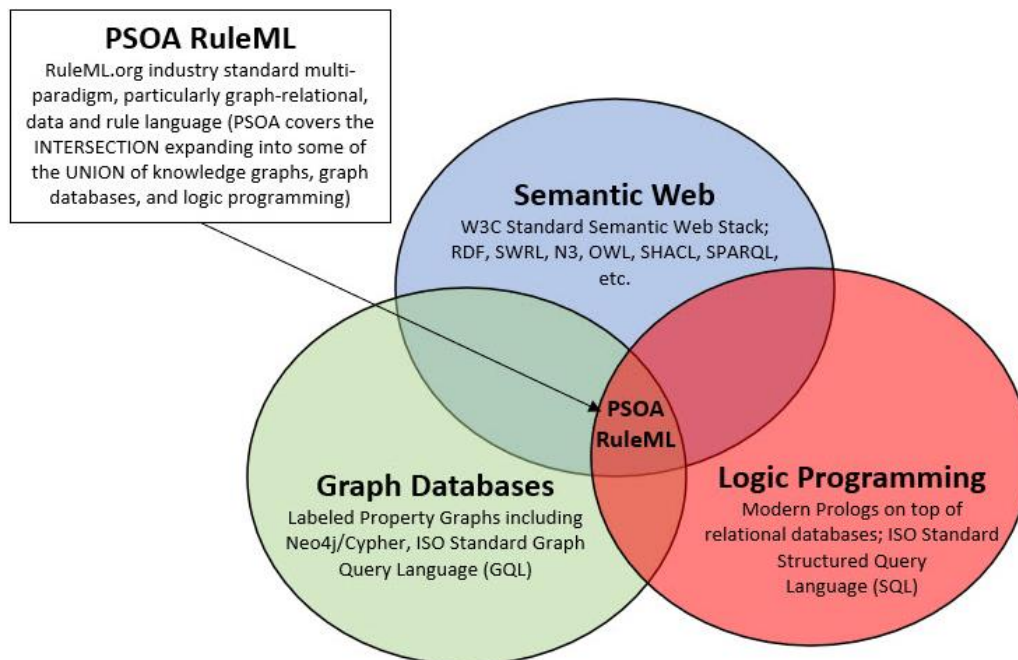 PSOA RuleML
RuleML.org industry standard multi-
paradigm, particularly graph-relational,
data and rule language (PSOA covers the
INTERSECTION expanding into some of
the UNION of knowledge graphs, graph
databases, and logic programming)
Semantic Web
W3C Standard Semantic Web Stack;
RDF, SWRL, N3, OWL, SHACL, SPARQL,
etc.
PSOA
RuleML
Graph Databases
Labeled Property Graphs including
Neo4j/Cypher, ISO Standard Graph
Query Language (GQL)
Logic Programming
Modern Prologs on top of
relational databases; ISO Standard
Structured Query
Language (SQL)